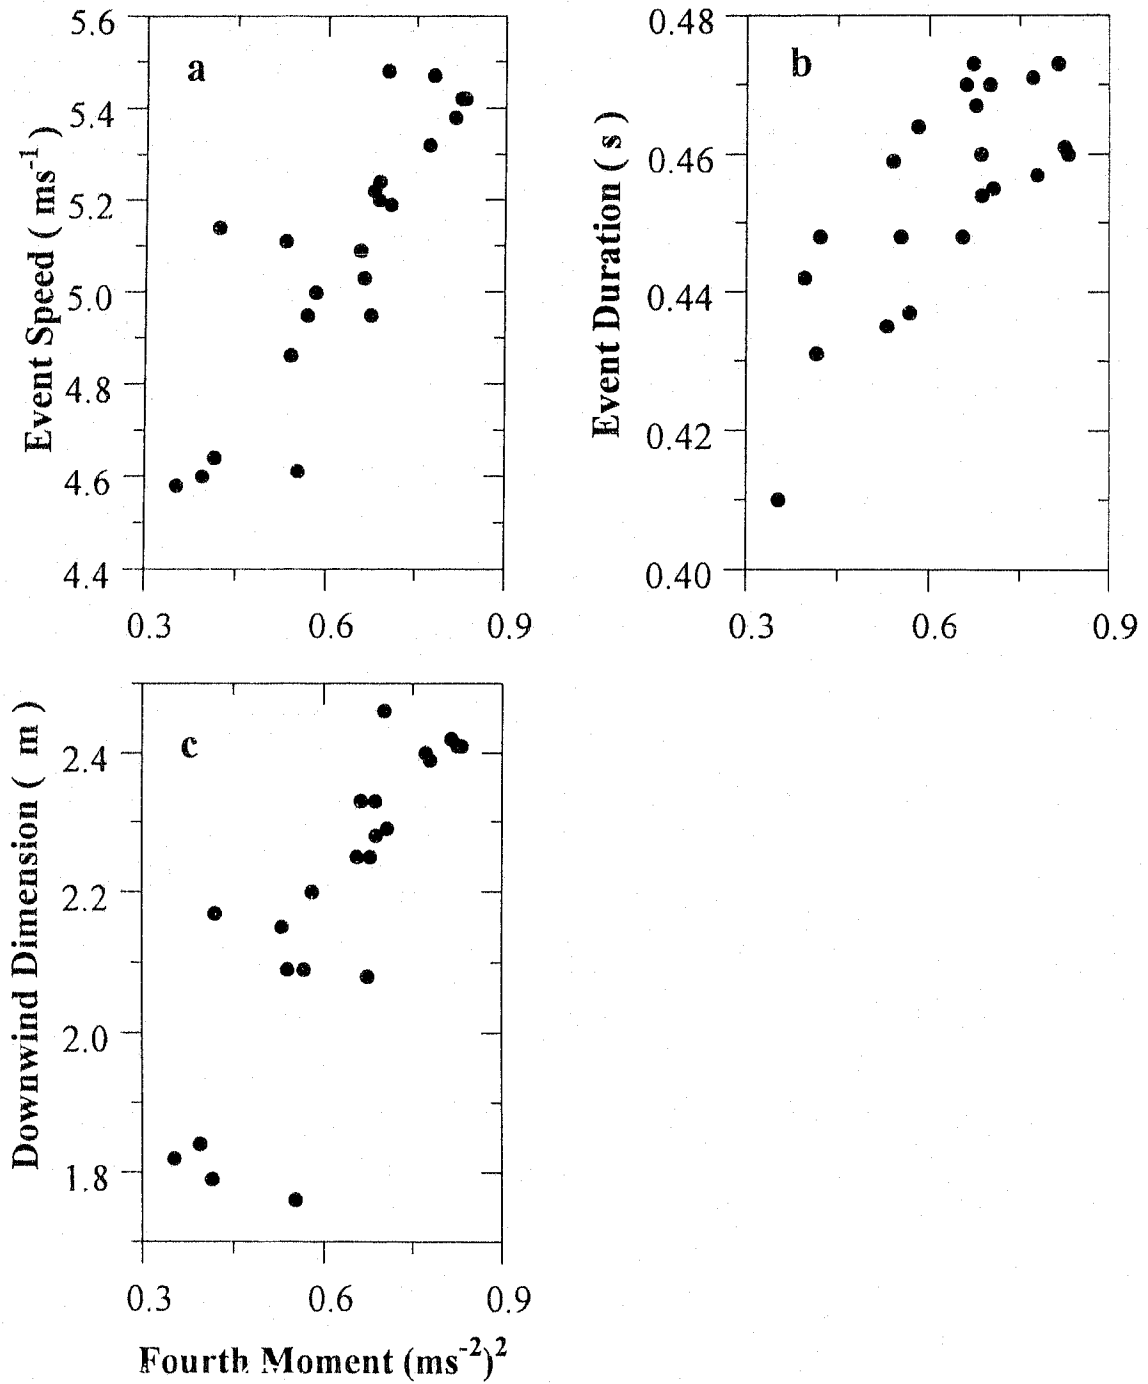 5.6
5.4
5.2
5.0
4.8
4.6
4.4
0.3 0.6 0.9
Event Speed ( ms-1 )
a
0.48
0.46
0.44
0.42
0.40
0.3 0.6 0.9
Event Duration ( s )
b
2.4
2.2
2.0
1.8
0.3 0.6 0.9
Downwind Dimension ( m )
c
Fourth Moment (ms-2)2